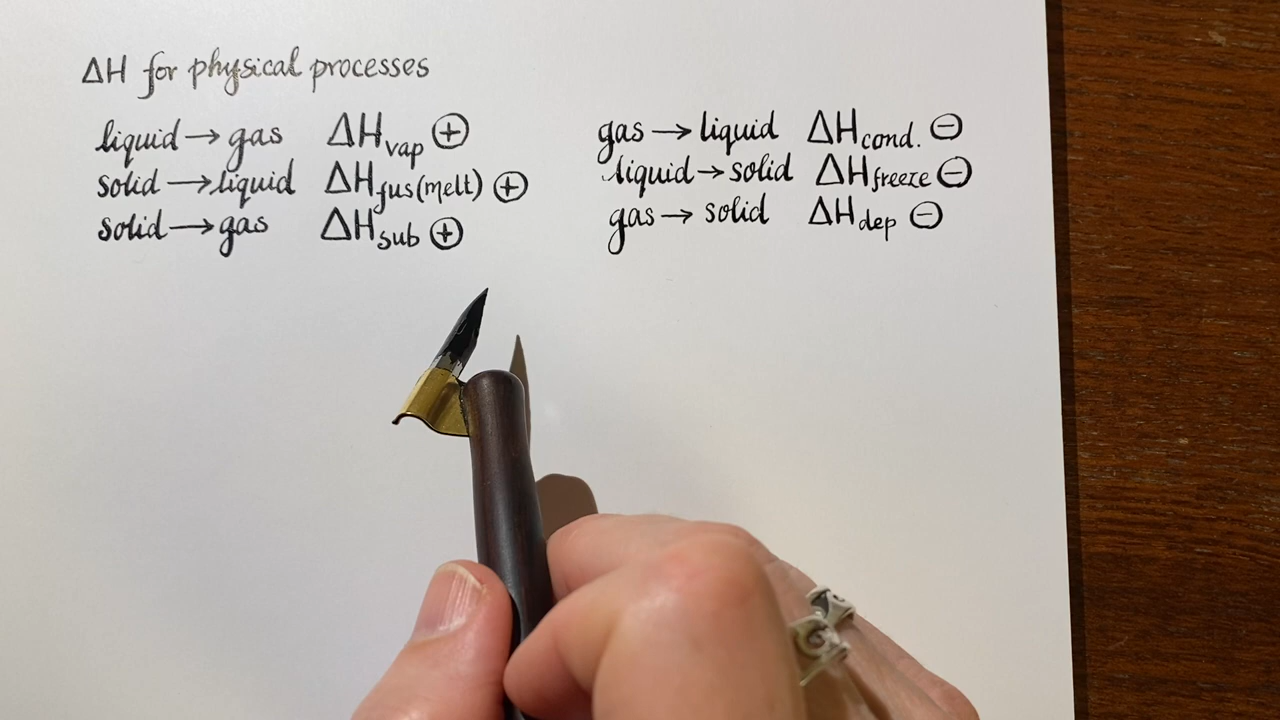 ΔH for physical processes
liquid → gas ΔHvap ⊕
solid → liquid ΔHfus(melt) ⊕
solid → gas ΔHsub ⊕
gas → liquid ΔHcond. ⊖
liquid → solid ΔHfreeze ⊖
gas → solid ΔHdep ⊖